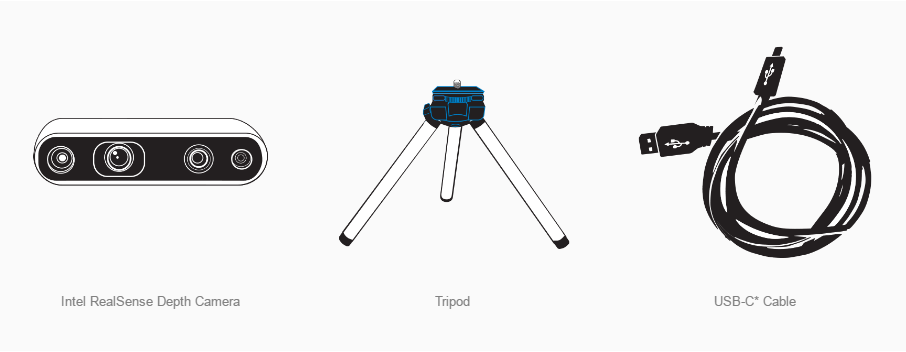 Intel RealSense Depth Camera
Tripod
USB-C* Cable